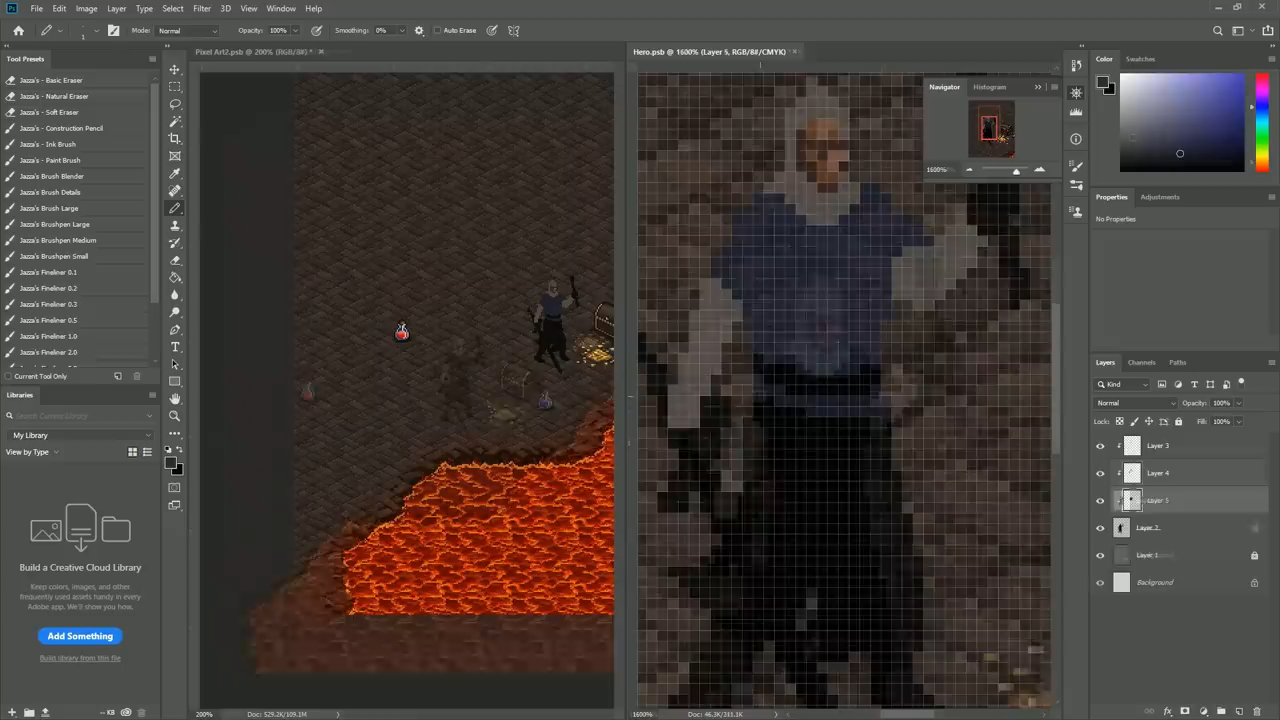 Ps File Edit Image Layer Type Select Filter 3D View Window Help
Mode: Normal Opacity: 100% Smoothing: 0% Auto Erase
Tool Presets
Jazza's - Basic Eraser
Jazza's - Natural Eraser
Jazza's - Soft Eraser
Jazza's - Construction Pencil
Jazza's - Ink Brush
Jazza's - Paint Brush
Jazza's Brush Blender
Jazza's Brush Details
Jazza's Brush Large
Jazza's Brushpen Large
Jazza's Brushpen Medium
Jazza's Brushpen Small
Jazza's Fineliner 0.1
Jazza's Fineliner 0.2
Jazza's Fineliner 0.3
Jazza's Fineliner 0.5
Jazza's Fineliner 1.0
Jazza's Fineliner 2.0
Current Tool Only
Libraries
Search Current Library
My Library
View by Type
Build a Creative Cloud Library
Keep colors, images, and other
frequently used assets handy in every
Adobe app. We'll show you how.
Add Something
Build library from this file
-- KB
Pixel Art2.psb @ 200% (RGB/8#) *
200% Doc: 529.2K/109.1M
Hero.psb @ 1600% (Layer 5, RGB/8#/CMYK)
Navigator Histogram
1600%
1600% Doc: 46.3K/311.1K
Color Swatches
Properties Adjustments
No Properties
Layers Channels Paths
Kind
Normal Opacity: 100%
Lock: Fill: 100%
Layer 3
Layer 4
Layer 5
Layer 2
Layer 1
Background